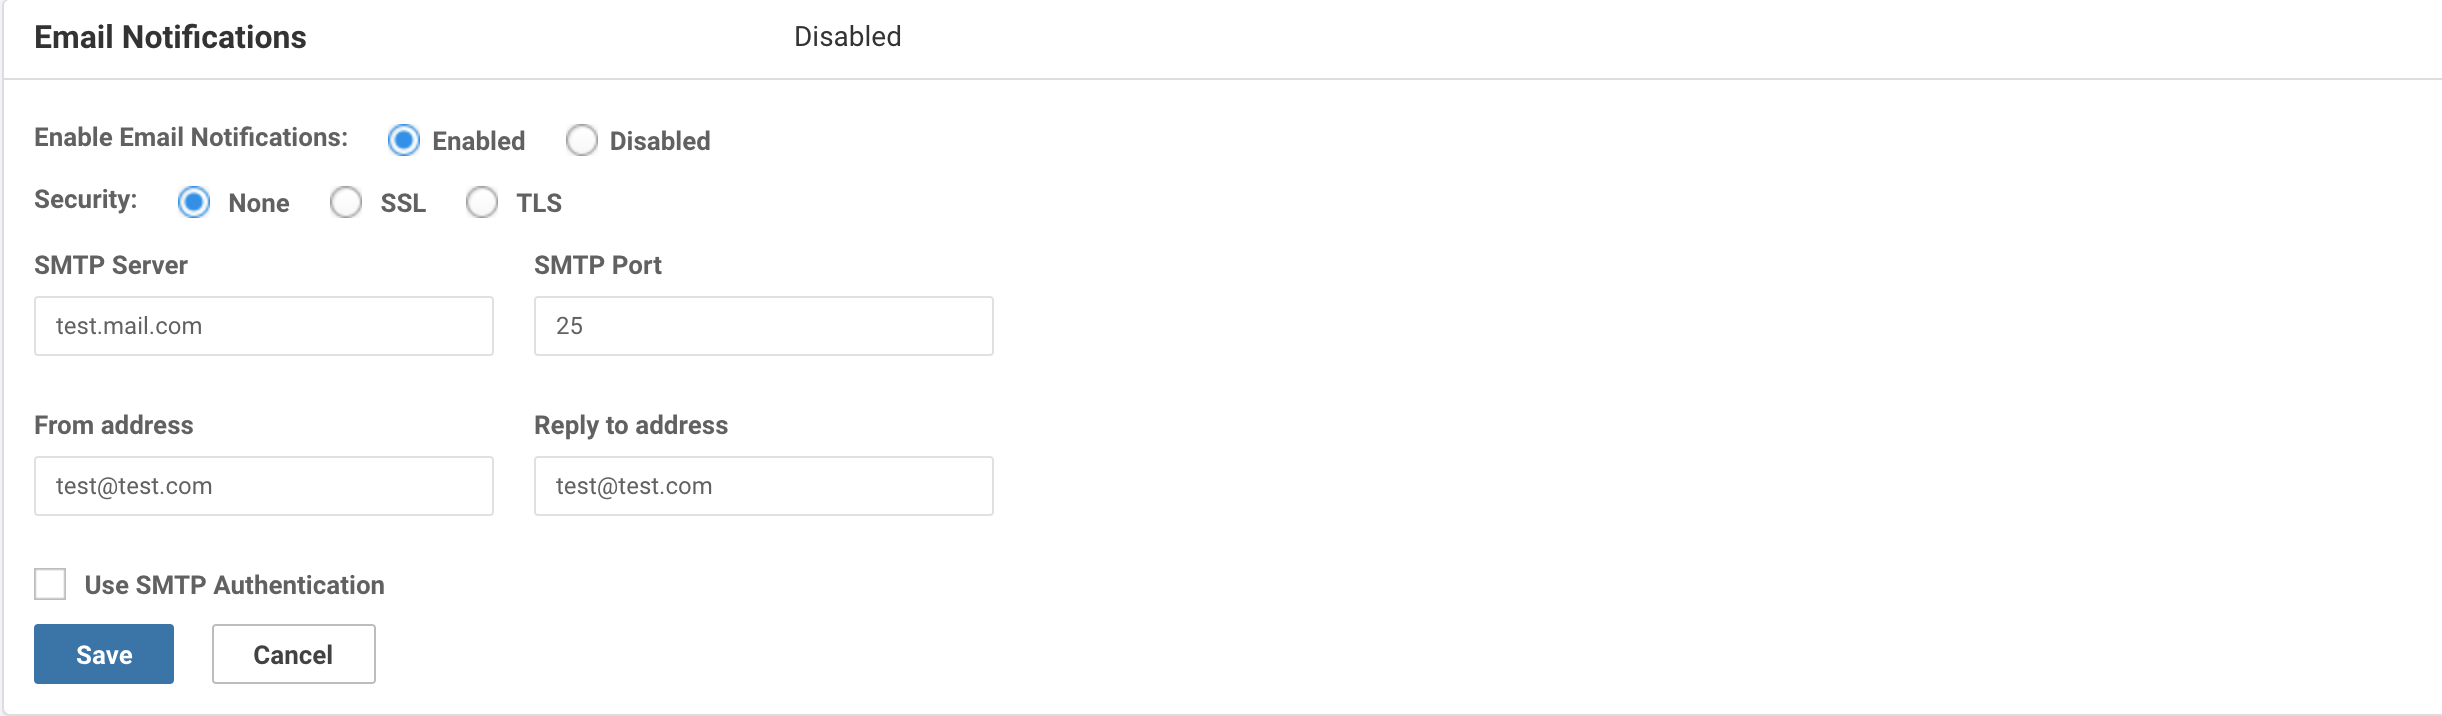 Email Notifications Disabled
Enable Email Notifications: Enabled Disabled
Security: None SSL TLS
SMTP Server SMTP Port
test.mail.com 25
From address Reply to address
test@test.com test@test.com
Use SMTP Authentication
Save Cancel